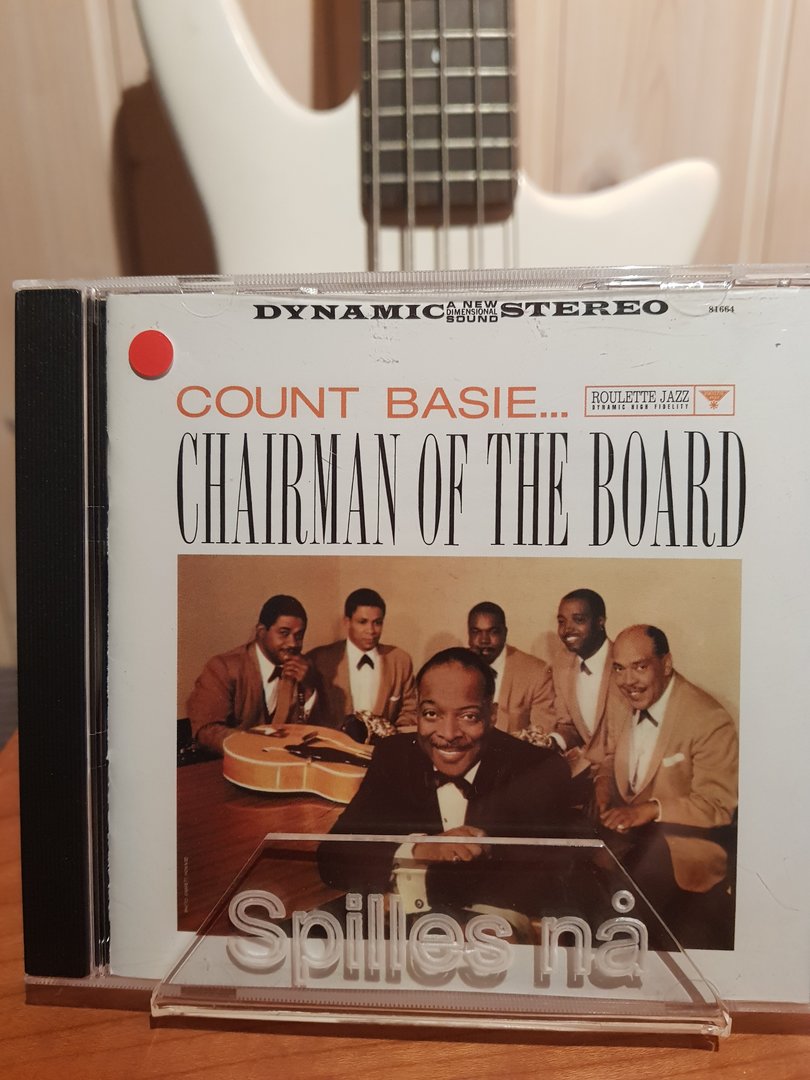 DYNAMIC A NEW DIMENSIONAL SOUND STEREO
81664
COUNT BASIE...
ROULETTE JAZZ
DYNAMIC HIGH FIDELITY
CHAIRMAN OF THE BOARD
Spilles nå